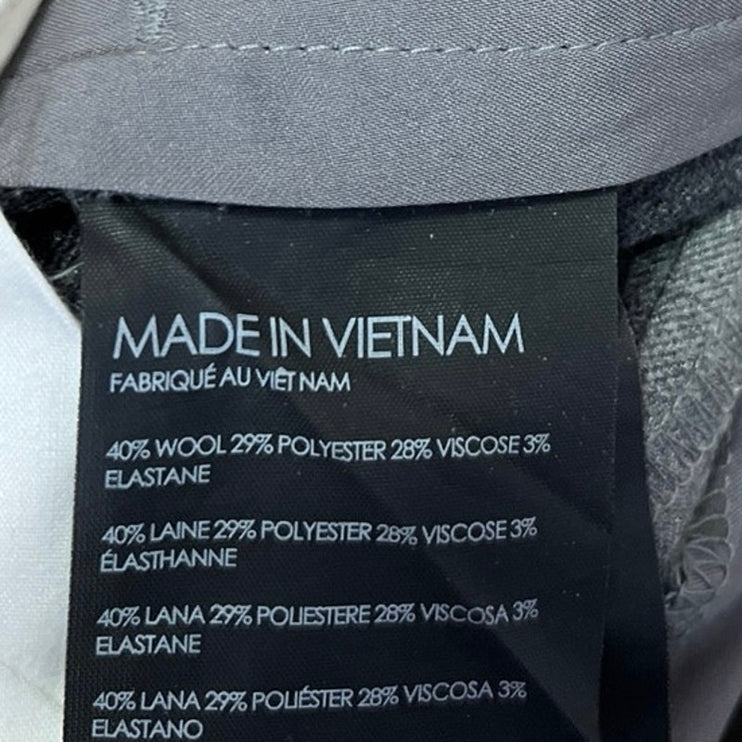 MADE IN VIETNAM
FABRIQUÉ AU VIÊT NAM
40% WOOL 29% POLYESTER 28% VISCOSE 3%
ELASTANE
40% LAINE 29% POLYESTER 28% VISCOSE 3%
ÉLASTHANNE
40% LANA 29% POLIESTERE 28% VISCOSA 3%
ELASTANE
40% LANA 29% POLIÉSTER 28% VISCOSA 3%
ELASTANO